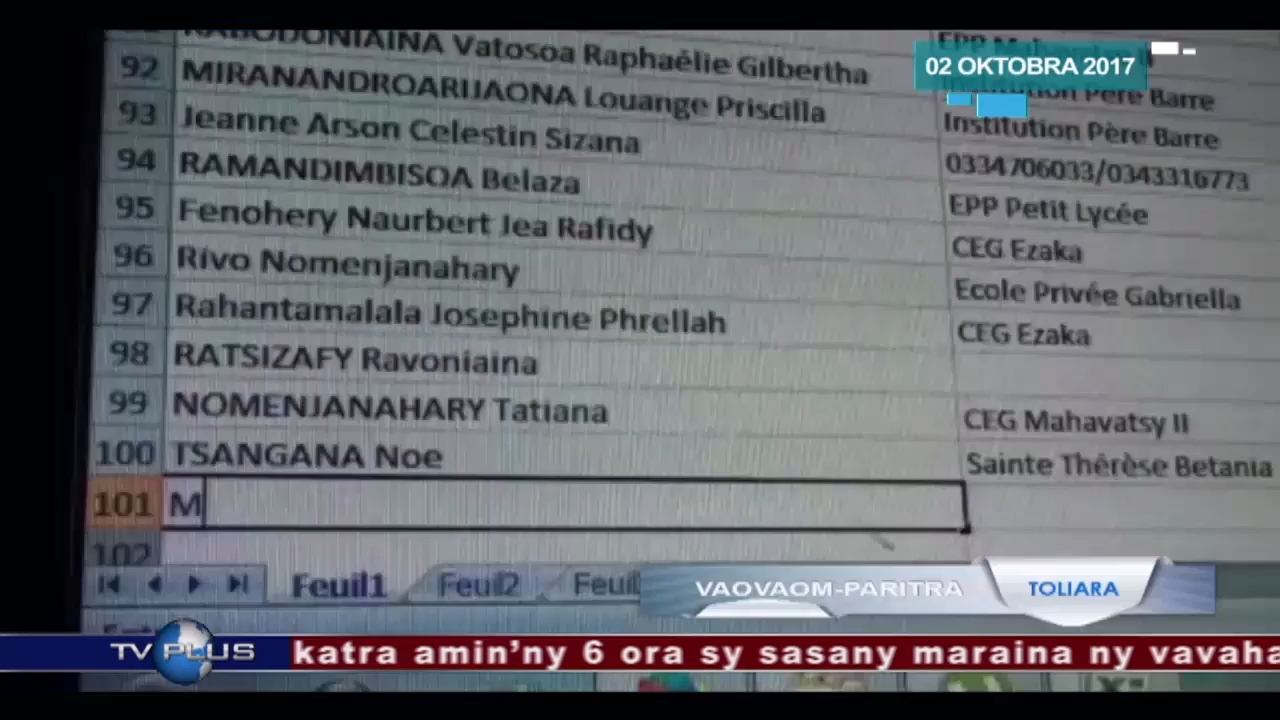 RABODONIAINA Vatosoa Raphaélie Gilbertha
02 OKTOBRA 2017
92 MIRANANDROARIJAONA Louange Priscilla Institution Père Barre
93 Jeanne Arson Celestin Sizana Institution Père Barre
94 RAMANDIMBISOA Belaza 0334706033/0343316773
95 Fenohery Naurbert Jea Rafidy EPP Petit Lycée
96 Rivo Nomenjanahary CEG Ezaka
97 Rahantamalala Josephine Phrellah Ecole Privée Gabriella
98 RATSIZAFY Ravoniaina CEG Ezaka
99 NOMENJANAHARY Tatiana
100 TSANGANA Noe CEG Mahavatsy II
101 M Sainte Thérèse Betania
102
Feuil1 Feuil2 Feuil
VAOVAOM-PARITRA TOLIARA
TV PLUS katra amin'ny 6 ora sy sasany maraina ny vavaha